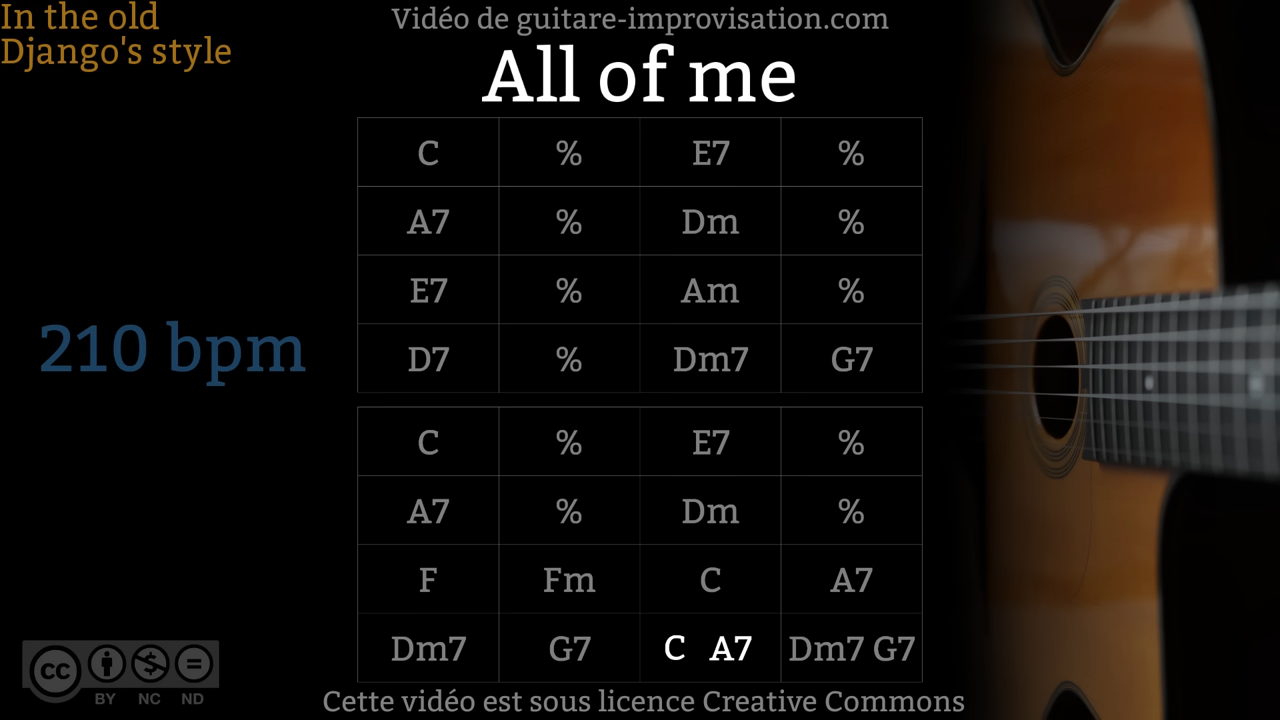 In the old
Django's style
Vidéo de guitare-improvisation.com
All of me
C % E7 %
A7 % Dm %
E7 % Am %
D7 % Dm7 G7
210 bpm
C % E7 %
A7 % Dm %
F Fm C A7
Dm7 G7 C A7 Dm7 G7
cc
BY NC ND
Cette vidéo est sous licence Creative Commons